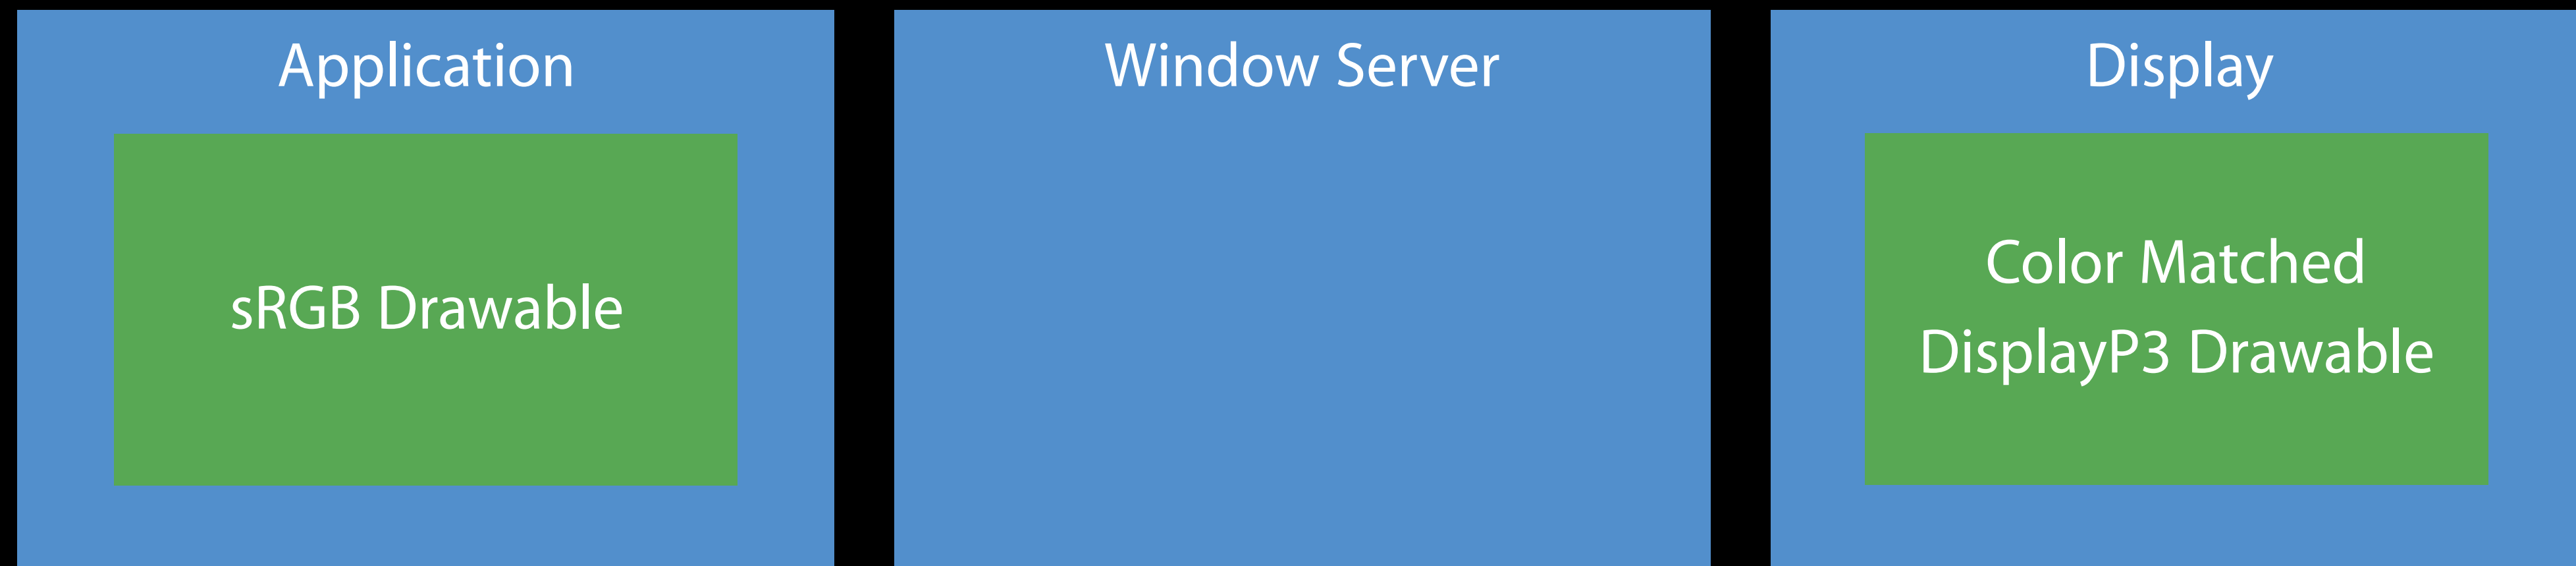 Application
sRGB Drawable
Window Server
Display
Color Matched
DisplayP3 Drawable